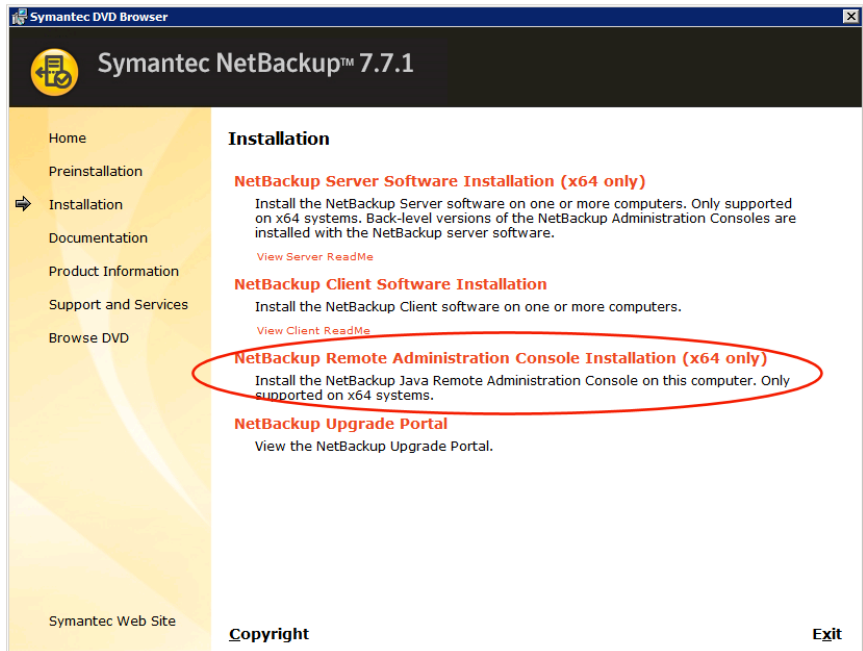 Symantec DVD Browser
Symantec NetBackup™ 7.7.1
Home
Preinstallation
Installation
Documentation
Product Information
Support and Services
Browse DVD
Symantec Web Site
Installation
NetBackup Server Software Installation (x64 only)
Install the NetBackup Server software on one or more computers. Only supported
on x64 systems. Back-level versions of the NetBackup Administration Consoles are
installed with the NetBackup server software.
View Server ReadMe
NetBackup Client Software Installation
Install the NetBackup Client software on one or more computers.
View Client ReadMe
NetBackup Remote Administration Console Installation (x64 only)
Install the NetBackup Java Remote Administration Console on this computer. Only
supported on x64 systems.
NetBackup Upgrade Portal
View the NetBackup Upgrade Portal.
Copyright
Exit